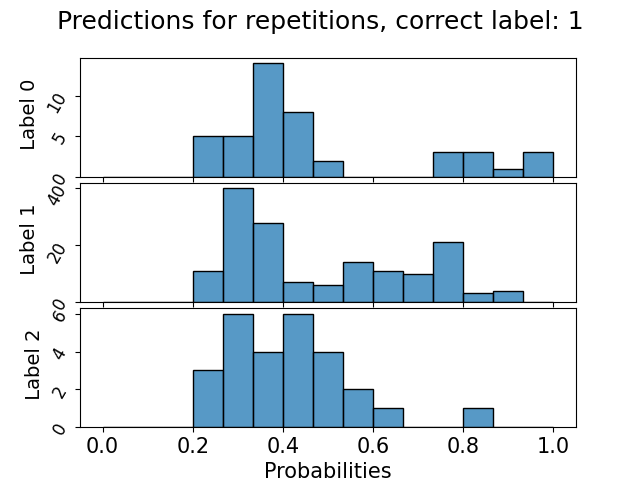 Predictions for repetitions, correct label: 1
Label 0
10
5
0
Label 1
40
20
0
Label 2
6
4
2
0
0.0 0.2 0.4 0.6 0.8 1.0
Probabilities